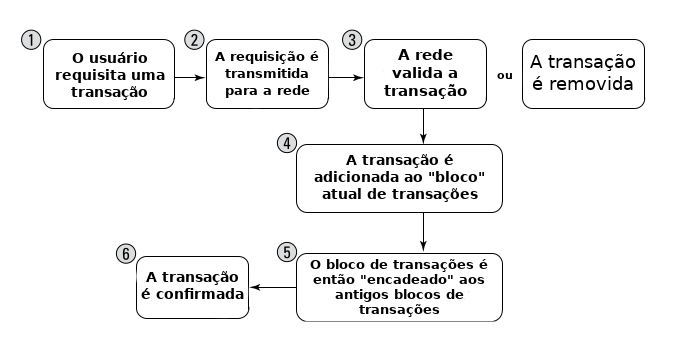 1
O usuário
requisita uma
transação
2
A requisição é
transmitida
para a rede
3
A rede
valida a
transação
ou
A transação
é removida
4
A transação é
adicionada ao "bloco"
atual de transações
5
O bloco de transações é
então "encadeado" aos
antigos blocos de
transações
6
A transação
é confirmada